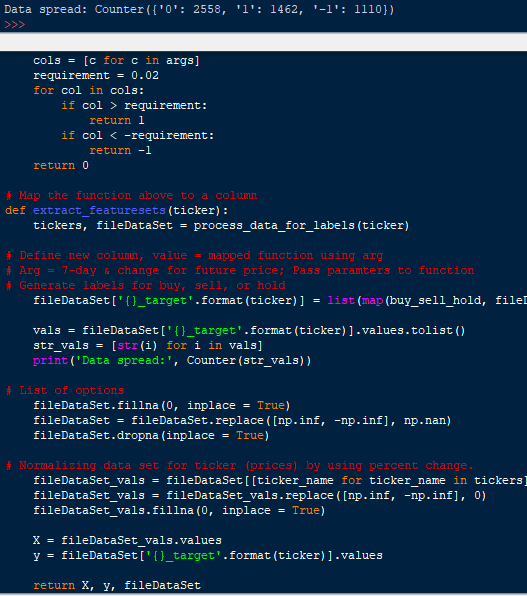 Data spread: Counter({'0': 2558, '1': 1462, '-1': 1110})
>>>
    cols = [c for c in args]
    requirement = 0.02
    for col in cols:
        if col > requirement:
            return 1
        if col < -requirement:
            return -1
    return 0

# Map the function above to a column
def extract_featuresets(ticker):
    tickers, fileDataSet = process_data_for_labels(ticker)

# Define new column, value = mapped function using arg
# Arg = 7-day % change for future price; Pass paramters to function
# Generate labels for buy, sell, or hold
    fileDataSet['{}_target'.format(ticker)] = list(map(buy_sell_hold, fileD

    vals = fileDataSet['{}_target'.format(ticker)].values.tolist()
    str_vals = [str(i) for i in vals]
    print('Data spread:', Counter(str_vals))

# List of options
    fileDataSet.fillna(0, inplace = True)
    fileDataSet = fileDataSet.replace([np.inf, -np.inf], np.nan)
    fileDataSet.dropna(inplace = True)

# Normalizing data set for ticker (prices) by using percent change.
    fileDataSet_vals = fileDataSet[[ticker_name for ticker_name in tickers]
    fileDataSet_vals = fileDataSet_vals.replace([np.inf, -np.inf], 0)
    fileDataSet_vals.fillna(0, inplace = True)

    X = fileDataSet_vals.values
    y = fileDataSet['{}_target'.format(ticker)].values

    return X, y, fileDataSet